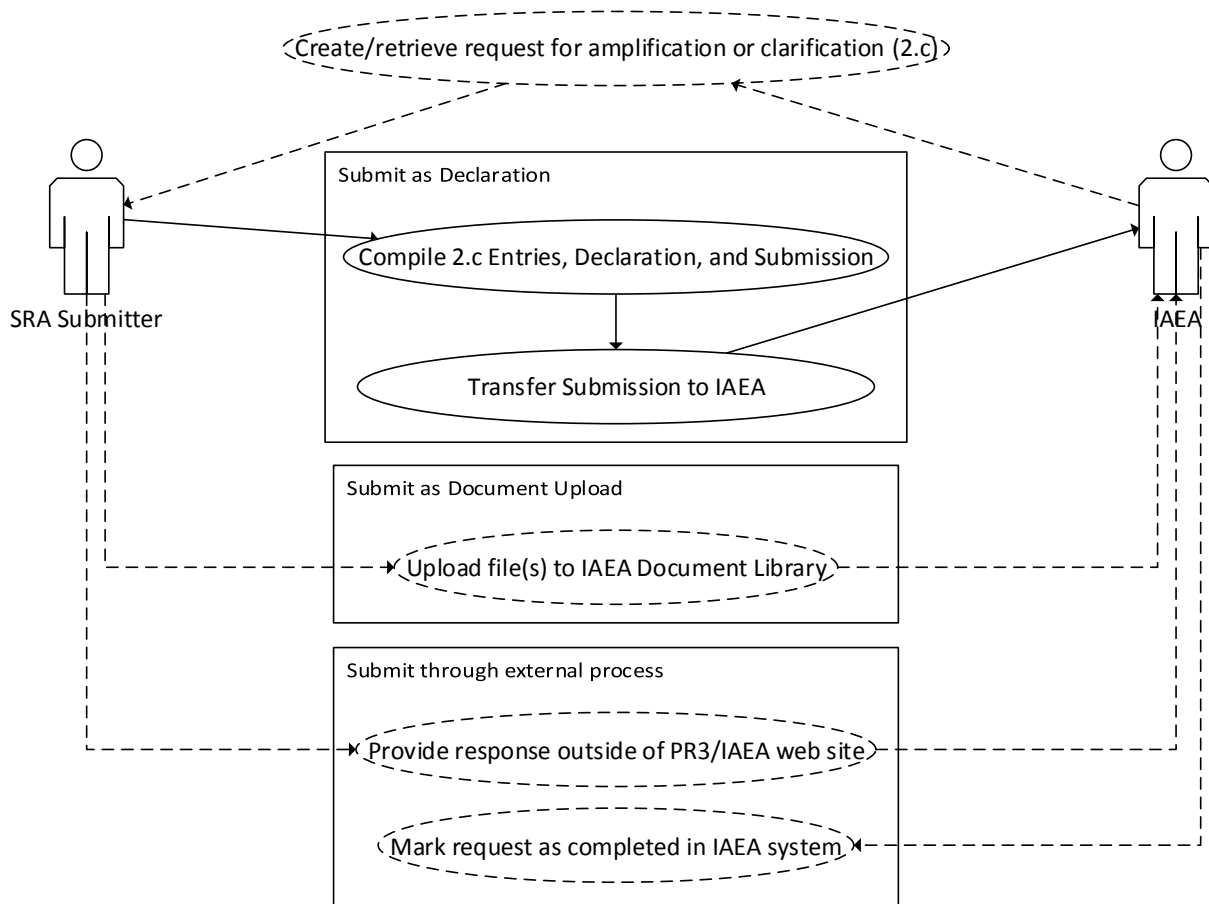 Create/retrieve request for amplification or clarification (2.c)
Submit as Declaration
Compile 2.c Entries, Declaration, and Submission
SRA Submitter
IAEA
Transfer Submission to IAEA
Submit as Document Upload
Upload file(s) to IAEA Document Library
Submit through external process
Provide response outside of PR3/IAEA web site
Mark request as completed in IAEA system